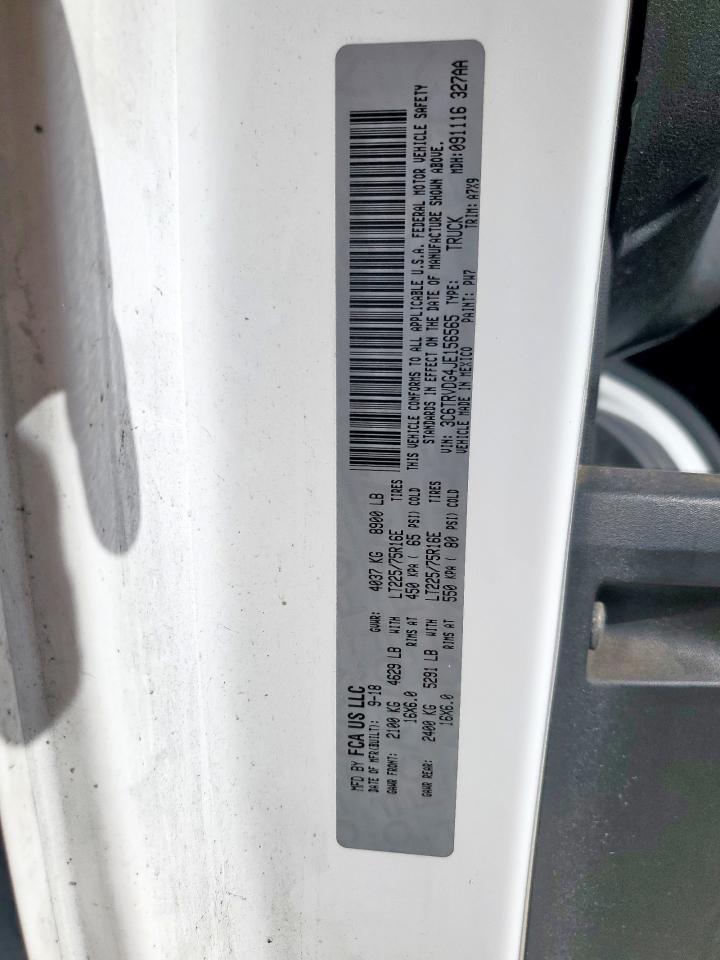 MFD BY FCA US LLC
DATE OF MFR(BUILT): 9-18 GVWR: 4037 KG 8900 LB
GAWR FRONT: 2100 KG 4629 LB WITH LT225/75R16E TIRES
16X6.0 RIMS AT 450 KPA ( 65 PSI) COLD
GAWR REAR: 2400 KG 5291 LB WITH LT225/75R16E TIRES
16X6.0 RIMS AT 550 KPA ( 80 PSI) COLD
THIS VEHICLE CONFORMS TO ALL APPLICABLE U.S.A. FEDERAL MOTOR VEHICLE SAFETY
STANDARDS IN EFFECT ON THE DATE OF MANUFACTURE SHOWN ABOVE.
VIN: 3C6TRVDG4JE156565 TYPE: TRUCK MDH:091116 327AA
VEHICLE MADE IN MEXICO PAINT: PW7 TRIM: A7X9